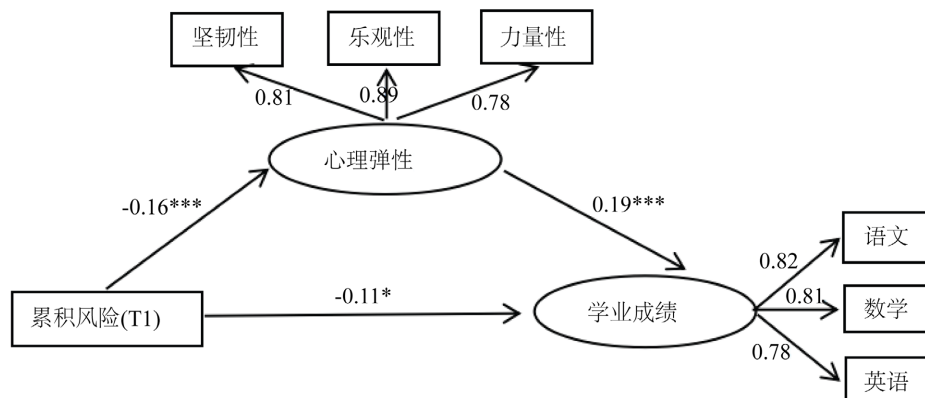 坚韧性
乐观性
力量性
0.81
0.89
0.78
心理弹性
-0.16***
0.19***
语文
0.82
-0.11*
0.81
数学
累积风险(T1)
学业成绩
0.78
英语